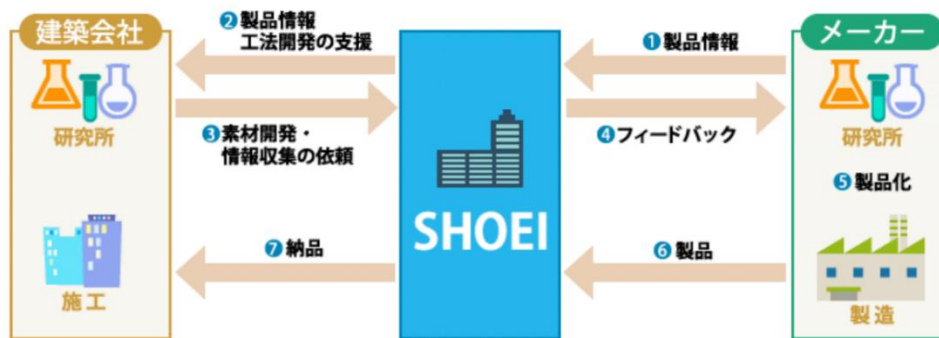 建築会社
研究所
施工
❷製品情報
工法開発の支援
❸素材開発・
情報収集の依頼
❼納品
SHOEI
❶製品情報
❹フィードバック
❻製品
メーカー
研究所
❺製品化
製造